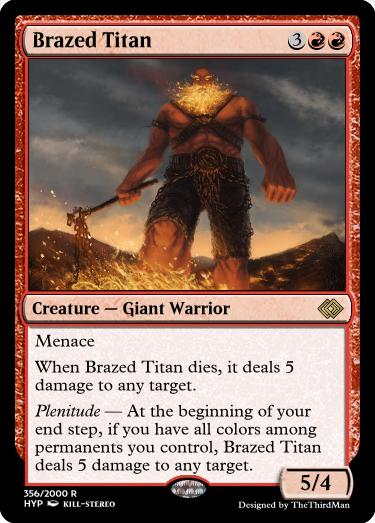 Brazed Titan 3
Creature — Giant Warrior
Menace
When Brazed Titan dies, it deals 5
damage to any target.
Plenitude — At the beginning of your
end step, if you have all colors among
permanents you control, Brazed Titan
deals 5 damage to any target.
5/4
356/2000 R
HYP KILL-STEREO
Designed by TheThirdMan